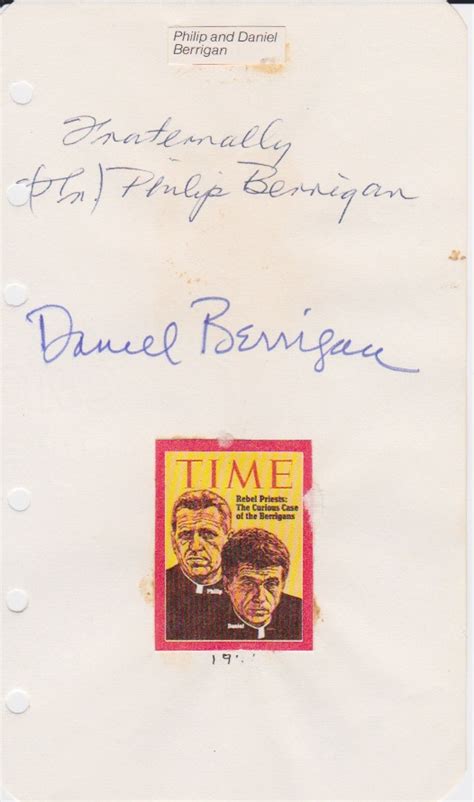 Philip and Daniel
Berrigan
Fraternally
(Fr.) Philip Berrigan
Daniel Berrigan
TIME
Rebel Priests:
The Curious Case
of the Berrigans
Philip
Daniel